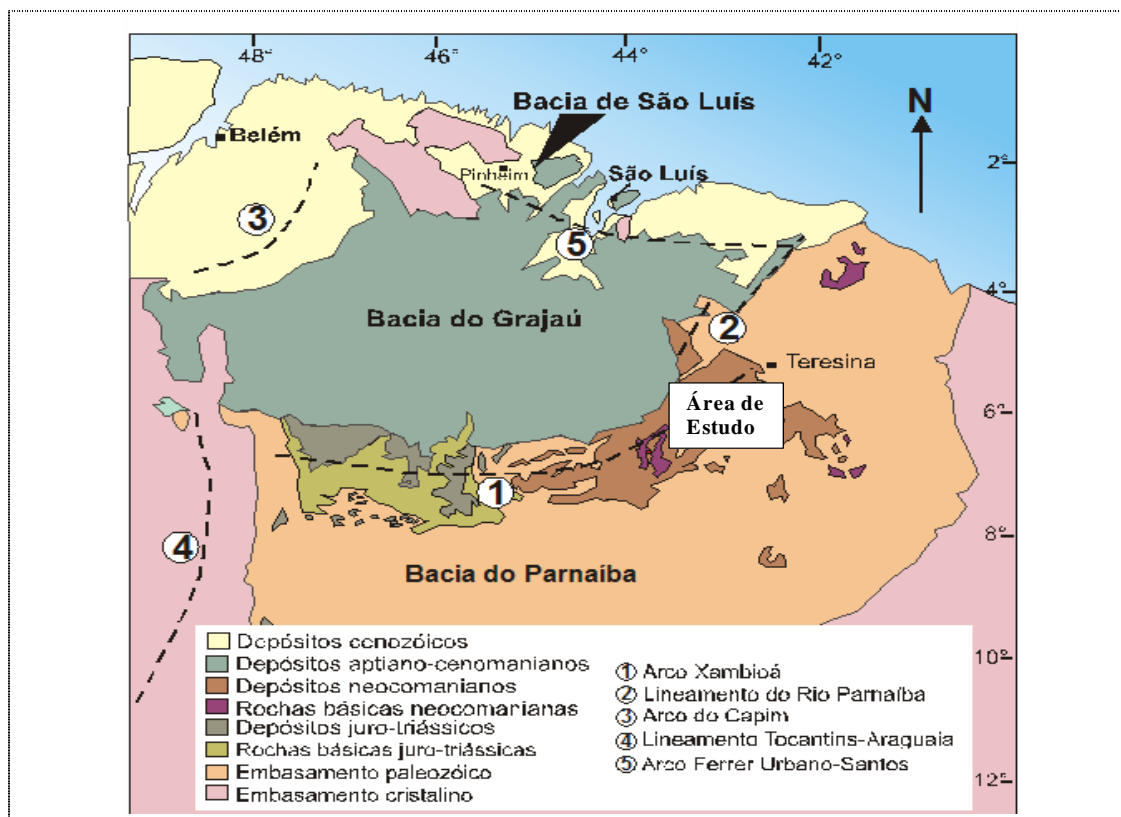 48° 46° 44° 42°
N
Bacia de São Luís
Belém
2°
Pinheim
São Luís
3
5
4°
Bacia do Grajaú
2
Teresina
Área de
Estudo
6°
1
4
8°
Bacia do Parnaíba
Depósitos cenozóicos
Depósitos aptiano-cenomanianos
Depósitos neocomanianos
Rochas básicas neocomanianas
Depósitos juro-triássicos
Rochas básicas juro-triássicas
Embasamento paleozóico
Embasamento cristalino
1 Arco Xambioá
2 Lineamento do Rio Parnaíba
3 Arco do Capim
4 Lineamento Tocantins-Araguaia
5 Arco Ferrer Urbano-Santos
10°
12°